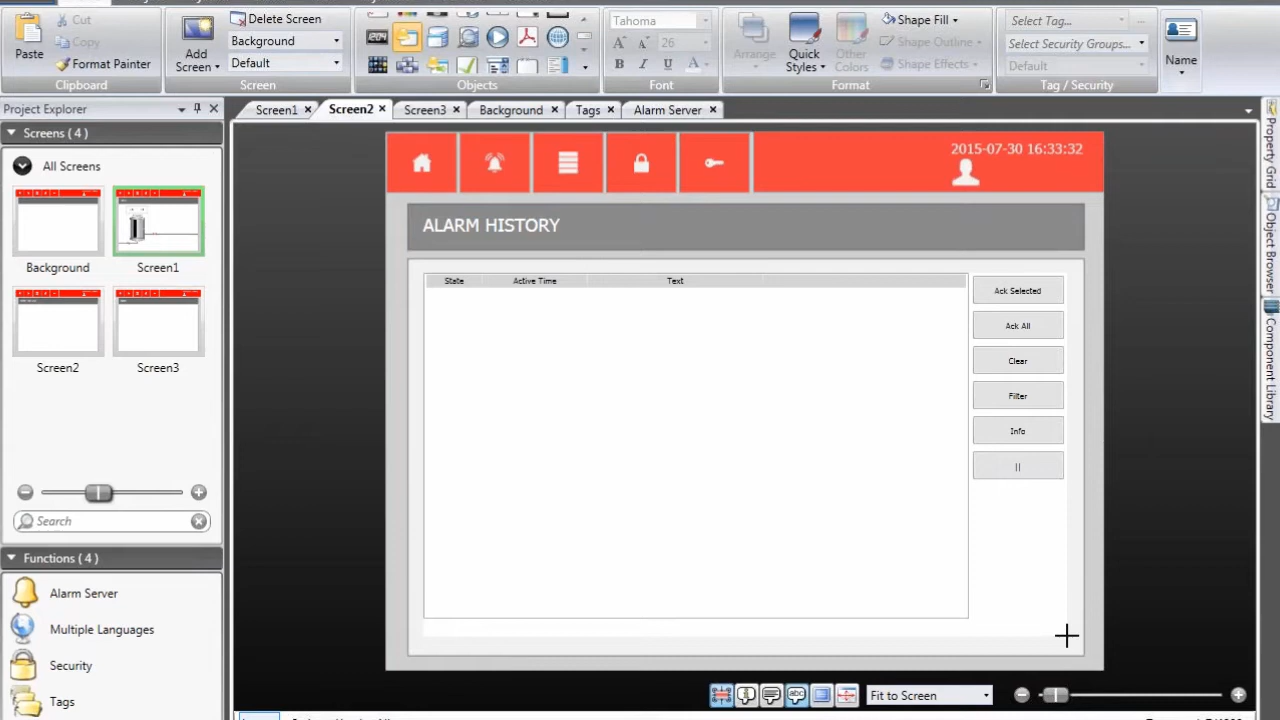 Cut
Delete Screen
Tahoma
Shape Fill
Select Tag...
1204
Paste
Copy
Add
Screen
Background
26
Arrange
Quick
Styles
Other
Colors
Shape Outline
Select Security Groups...
Name
Format Painter
Default
B I U A
Shape Effects
Default
Clipboard
Screen
Objects
Font
Format
Tag / Security
Project Explorer
Screen1
Screen2
Screen3
Background
Tags
Alarm Server
Screens ( 4 )
All Screens
Background
Screen1
Screen2
Screen3
Search
Functions ( 4 )
Alarm Server
Multiple Languages
Security
Tags
2015-07-30 16:33:32
ALARM HISTORY
State
Active Time
Text
Ack Selected
Ack All
Clear
Filter
Info
||
abc
Fit to Screen
Property Grid
Object Browser
Component Library